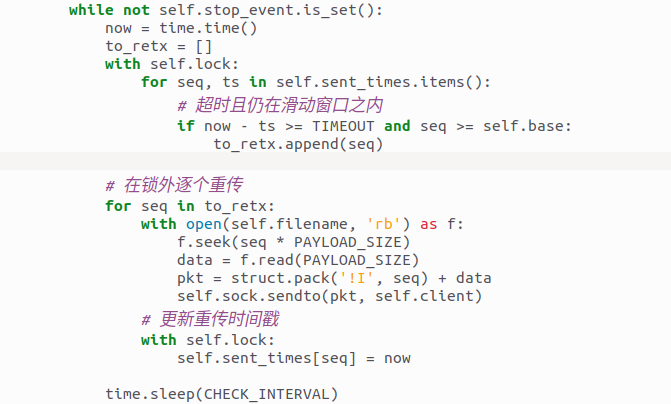 while not self.stop_event.is_set():
    now = time.time()
    to_retx = []
    with self.lock:
        for seq, ts in self.sent_times.items():
            # 超时且仍在滑动窗口之内
            if now - ts >= TIMEOUT and seq >= self.base:
                to_retx.append(seq)

    # 在锁外逐个重传
    for seq in to_retx:
        with open(self.filename, 'rb') as f:
            f.seek(seq * PAYLOAD_SIZE)
            data = f.read(PAYLOAD_SIZE)
            pkt = struct.pack('!I', seq) + data
            self.sock.sendto(pkt, self.client)
        # 更新重传时间戳
        with self.lock:
            self.sent_times[seq] = now

    time.sleep(CHECK_INTERVAL)